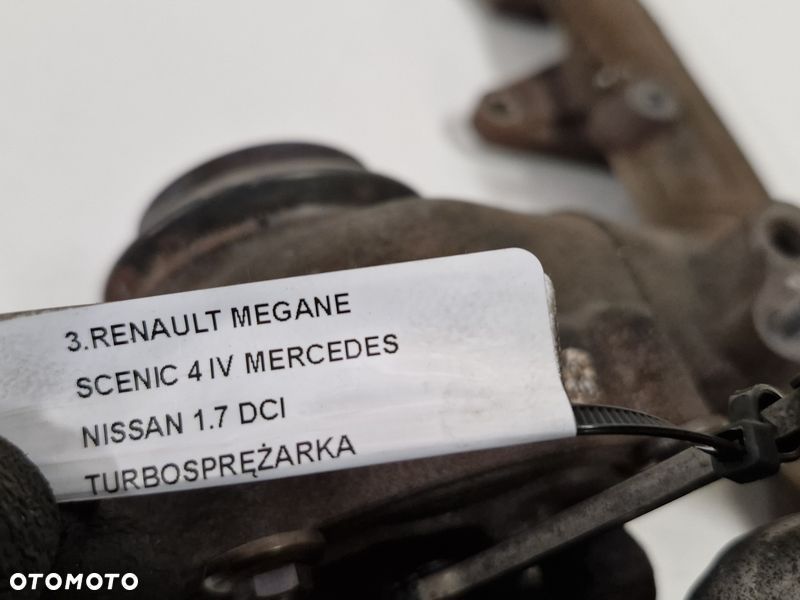 3.RENAULT MEGANE
SCENIC 4 IV MERCEDES
NISSAN 1.7 DCI
TURBOSPRĘŻARKA
OTOMOTO